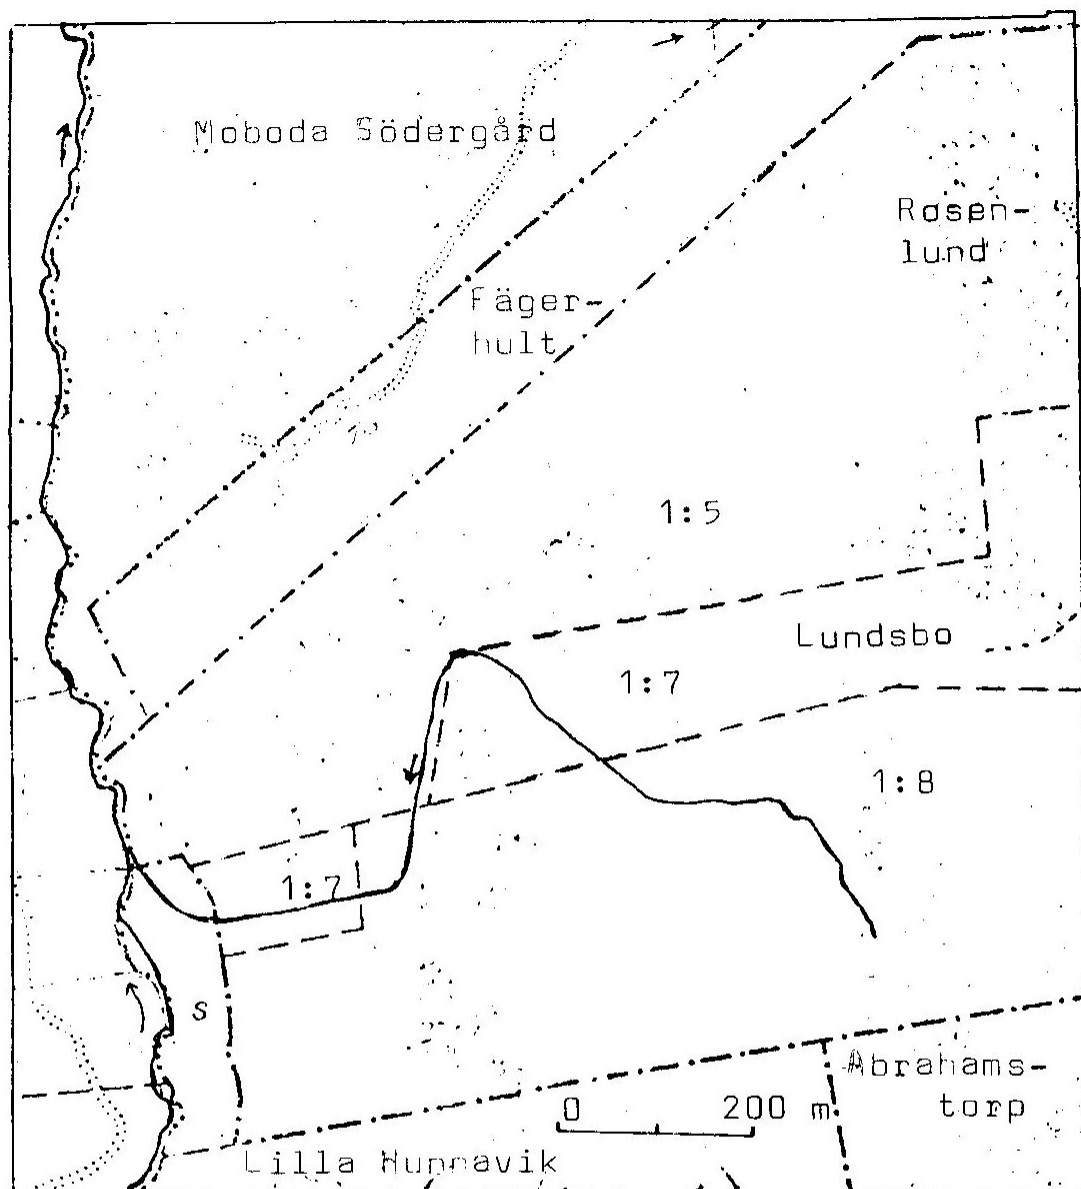 Moboda Södergård
Rosen-
lund
Fäger-
hult
1:5
Lundsbo
1:7
1:8
1:7
S
Abrahams-
torp
0 200 m
Lilla Hunnavik